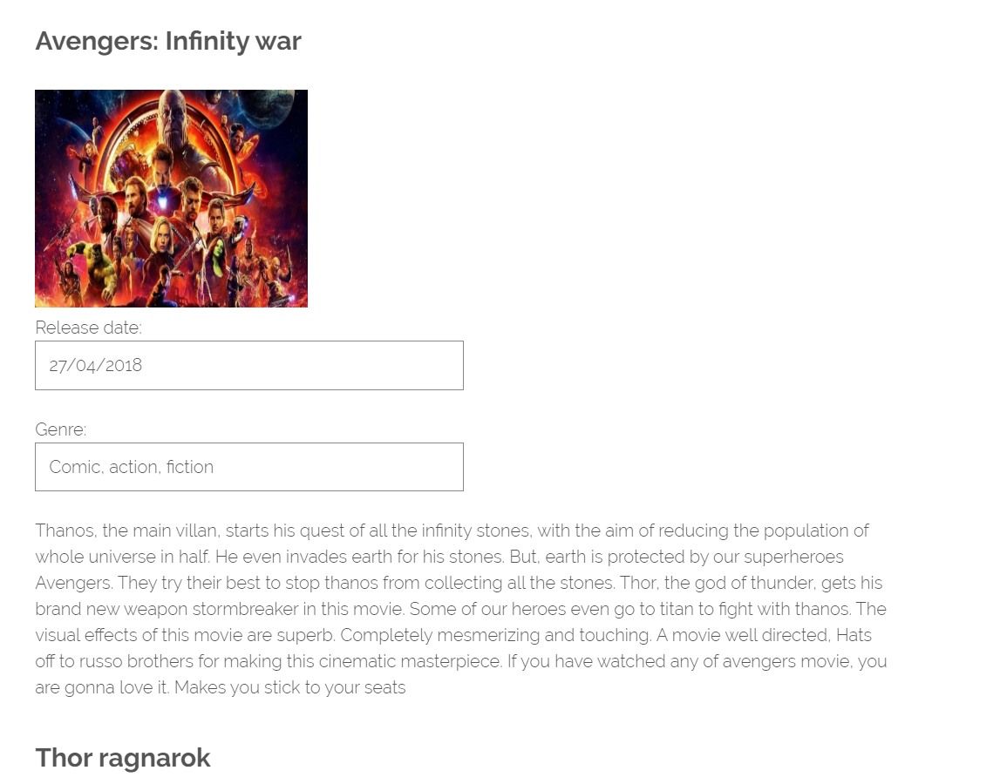 Avengers: Infinity war
Release date:
27/04/2018
Genre:
Comic, action, fiction
Thanos, the main villan, starts his quest of all the infinity stones, with the aim of reducing the population of
whole universe in half. He even invades earth for his stones. But, earth is protected by our superheroes
Avengers. They try their best to stop thanos from collecting all the stones. Thor, the god of thunder, gets his
brand new weapon stormbreaker in this movie. Some of our heroes even go to titan to fight with thanos. The
visual effects of this movie are superb. Completely mesmerizing and touching. A movie well directed, Hats
off to russo brothers for making this cinematic masterpiece. If you have watched any of avengers movie, you
are gonna love it. Makes you stick to your seats
Thor ragnarok